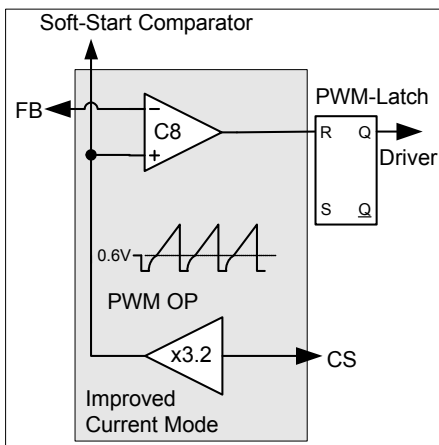 Soft-Start Comparator
FB
C8
−
+
PWM-Latch
R Q
Driver
S Q
0.6V
PWM OP
x3.2
CS
Improved
Current Mode